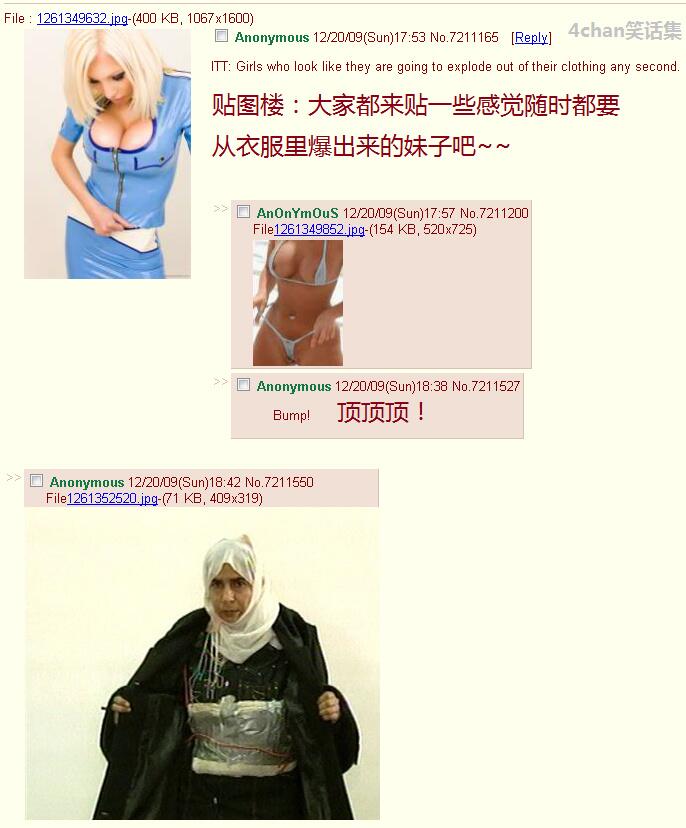 File : 1261349632.jpg-(400 KB, 1067x1600)
Anonymous 12/20/09(Sun)17:53 No.7211165 [Reply]
4chan笑话集
ITT: Girls who look like they are going to explode out of their clothing any second.
贴图楼：大家都来贴一些感觉随时都要
从衣服里爆出来的妹子吧~~
>> AnOnYmOuS 12/20/09(Sun)17:57 No.7211200
File1261349852.jpg-(154 KB, 520x725)
>> Anonymous 12/20/09(Sun)18:38 No.7211527
Bump! 顶顶顶！
>> Anonymous 12/20/09(Sun)18:42 No.7211550
File1261352520.jpg-(71 KB, 409x319)